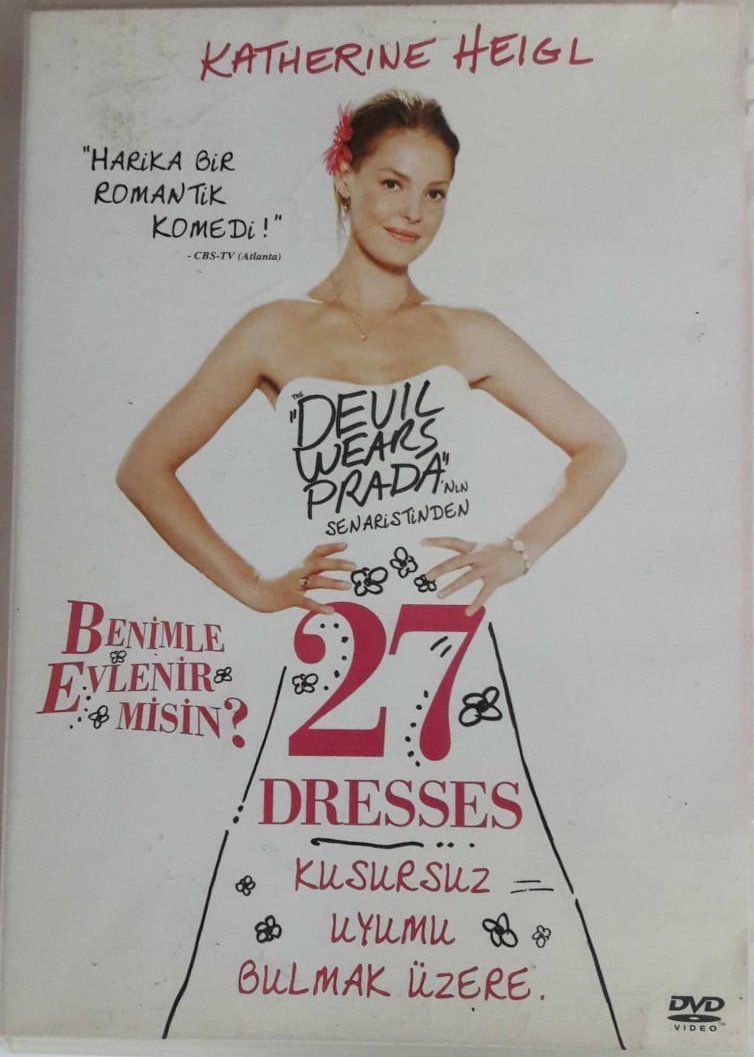 KATHERINE HEIGL
"HARİKA BİR
ROMANTİK
KOMEDİ!"
- CBS-TV (Atlanta)
THE
"DEVIL
WEARS
PRADA"'NIN
SENARİSTİNDEN
BENİMLE
EVLENİR
MİSİN?
27
DRESSES
KUSURSUZ
UYUMU
BULMAK ÜZERE.
DVD
VIDEO